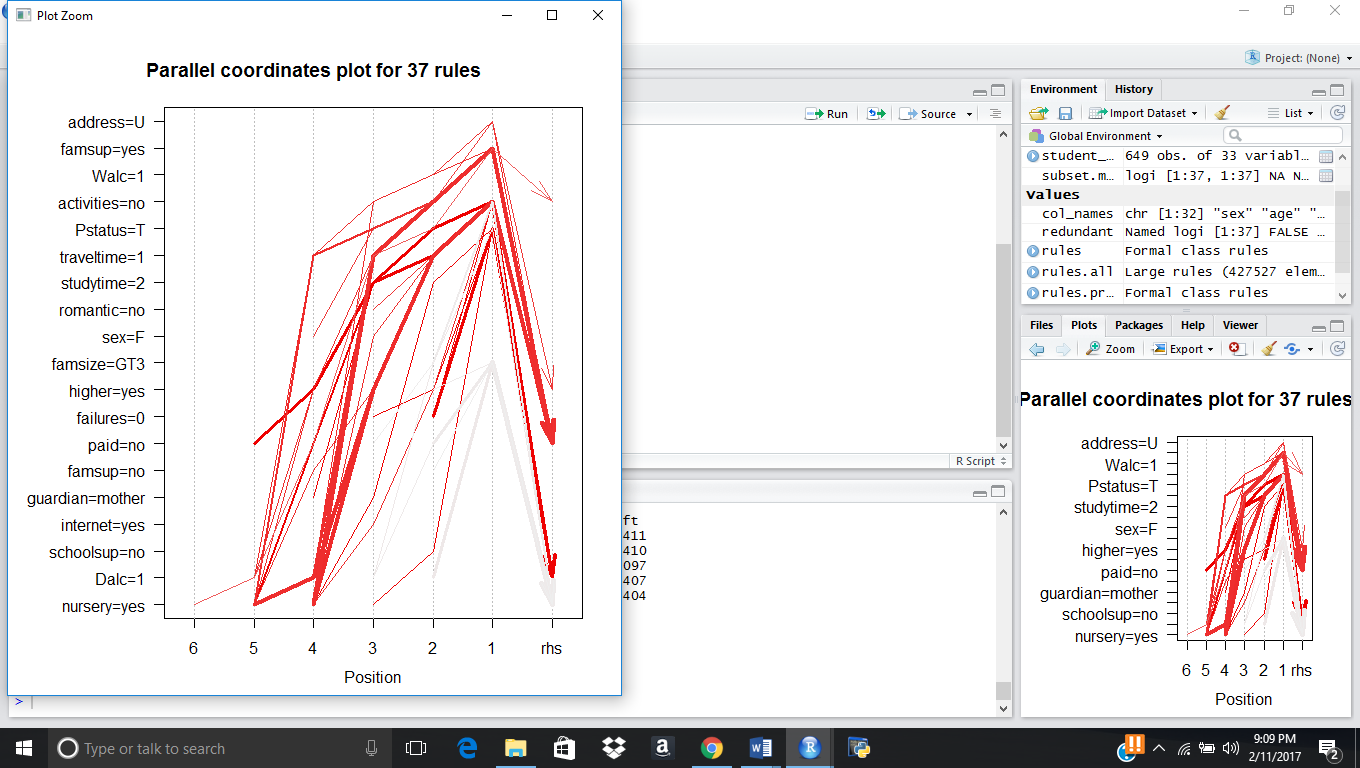 Plot Zoom
Parallel coordinates plot for 37 rules
address=U
famsup=yes
Walc=1
activities=no
Pstatus=T
traveltime=1
studytime=2
romantic=no
sex=F
famsize=GT3
higher=yes
failures=0
paid=no
famsup=no
guardian=mother
internet=yes
schoolsup=no
Dalc=1
nursery=yes
6 5 4 3 2 1 rhs
Position
Project: (None)
Run Source
R Script
ft
411
410
097
407
404
>
Environment History
Import Dataset List
Global Environment
student_... 649 obs. of 33 variabl...
subset.m... logi [1:37, 1:37] NA N...
Values
col_names chr [1:32] "sex" "age" "...
redundant Named logi [1:37] FALSE ...
rules Formal class rules
rules.all Large rules (427527 elem...
rules.pr... Formal class rules
Files Plots Packages Help Viewer
Zoom Export
Parallel coordinates plot for 37 rules
address=U
Walc=1
Pstatus=T
studytime=2
sex=F
higher=yes
paid=no
guardian=mother
schoolsup=no
nursery=yes
6 5 4 3 2 1 rhs
Position
Type or talk to search
9:09 PM
2/11/2017
2